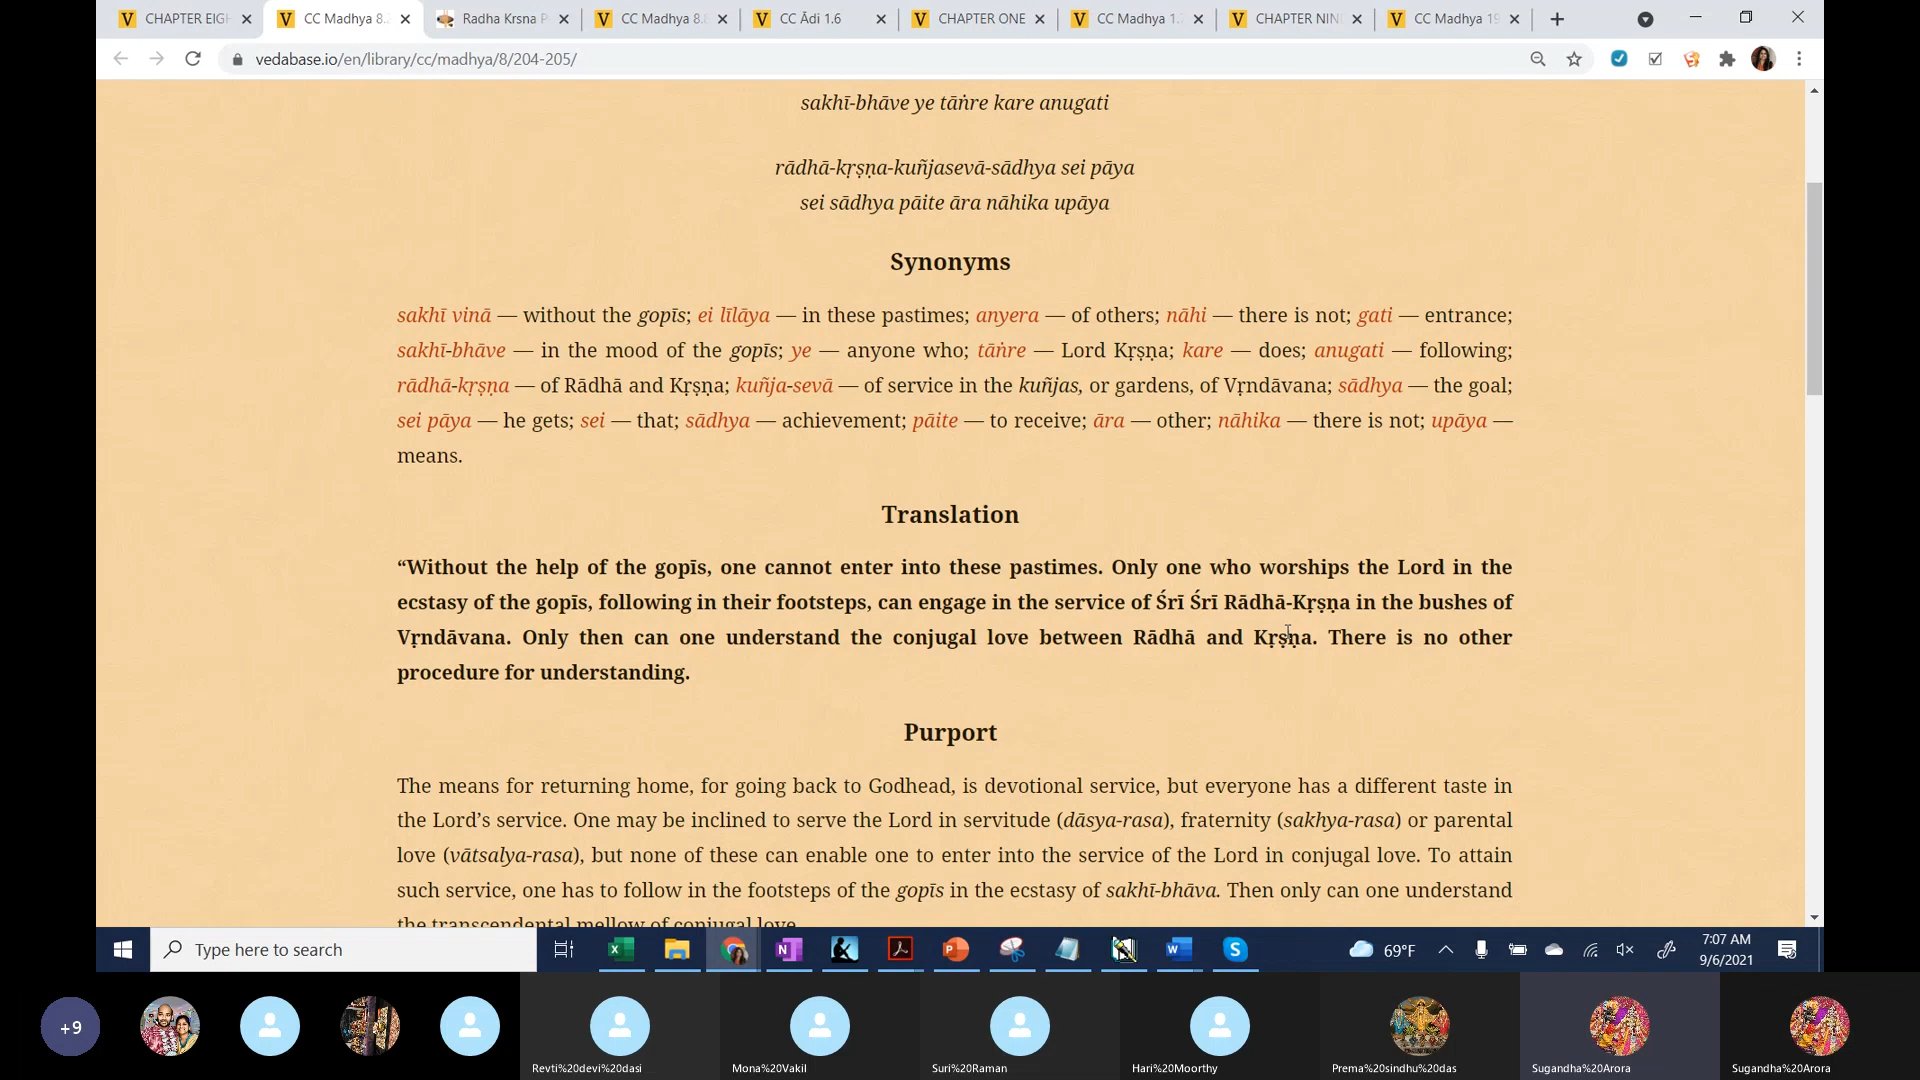 CHAPTER EIGH
CC Madhya 8.
Radha Krsna P
CC Madhya 8.8
CC Ādi 1.6
CHAPTER ONE
CC Madhya 1.
CHAPTER NIN
CC Madhya 19
vedabase.io/en/library/cc/madhya/8/204-205/
sakhī-bhāve ye tāṅre kare anugati
rādhā-kṛṣṇa-kuñjasevā-sādhya sei pāya
sei sādhya pāite āra nāhika upāya
Synonyms
sakhī vinā — without the gopīs; ei līlāya — in these pastimes; anyera — of others; nāhi — there is not; gati — entrance;
sakhī-bhāve — in the mood of the gopīs; ye — anyone who; tāṅre — Lord Kṛṣṇa; kare — does; anugati — following;
rādhā-kṛṣṇa — of Rādhā and Kṛṣṇa; kuñja-sevā — of service in the kuñjas, or gardens, of Vṛndāvana; sādhya — the goal;
sei pāya — he gets; sei — that; sādhya — achievement; pāite — to receive; āra — other; nāhika — there is not; upāya —
means.
Translation
“Without the help of the gopīs, one cannot enter into these pastimes. Only one who worships the Lord in the
ecstasy of the gopīs, following in their footsteps, can engage in the service of Śrī Śrī Rādhā-Kṛṣṇa in the bushes of
Vṛndāvana. Only then can one understand the conjugal love between Rādhā and Kṛṣṇa. There is no other
procedure for understanding.
Purport
The means for returning home, for going back to Godhead, is devotional service, but everyone has a different taste in
the Lord’s service. One may be inclined to serve the Lord in servitude (dāsya-rasa), fraternity (sakhya-rasa) or parental
love (vātsalya-rasa), but none of these can enable one to enter into the service of the Lord in conjugal love. To attain
such service, one has to follow in the footsteps of the gopīs in the ecstasy of sakhī-bhāva. Then only can one understand
the transcendental mellow of conjugal love.
Type here to search
69°F
7:07 AM
9/6/2021
+9
Revti%20devi%20dasi
Mona%20Vakil
Suri%20Raman
Hari%20Moorthy
Prema%20sindhu%20das
Sugandha%20Arora
Sugandha%20Arora